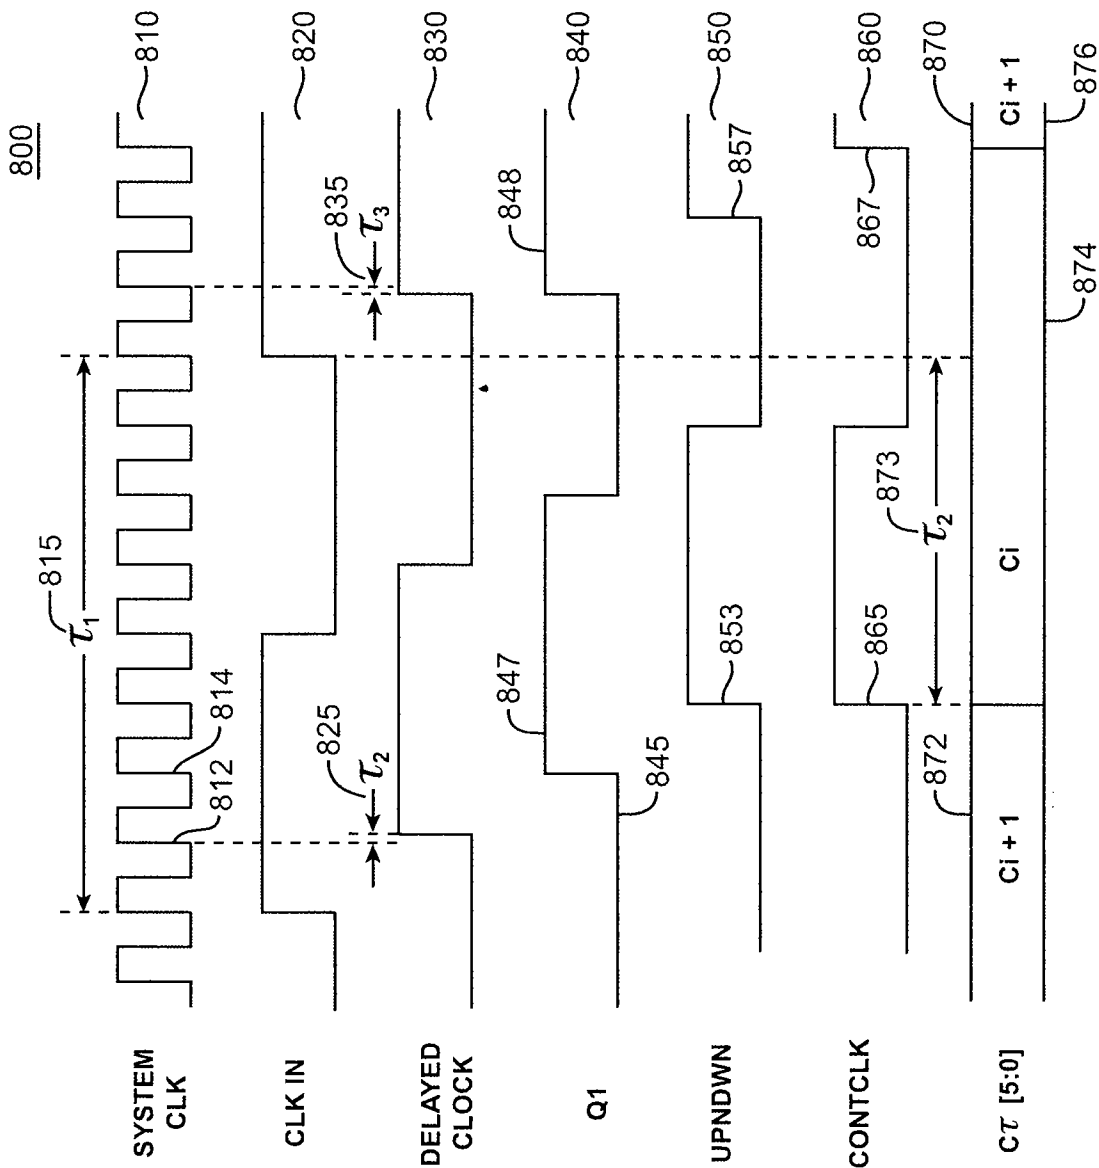 800
SYSTEM
CLK
τ1
815
812
814
810
CLK IN
820
DELAYED
CLOCK
825
τ2
835
τ3
830
Q1
845
847
848
840
UPNDWN
853
857
850
CONTCLK
865
867
860
873
τ2
Cτ [5:0]
872
Ci + 1
Ci
Ci + 1
870
874
876